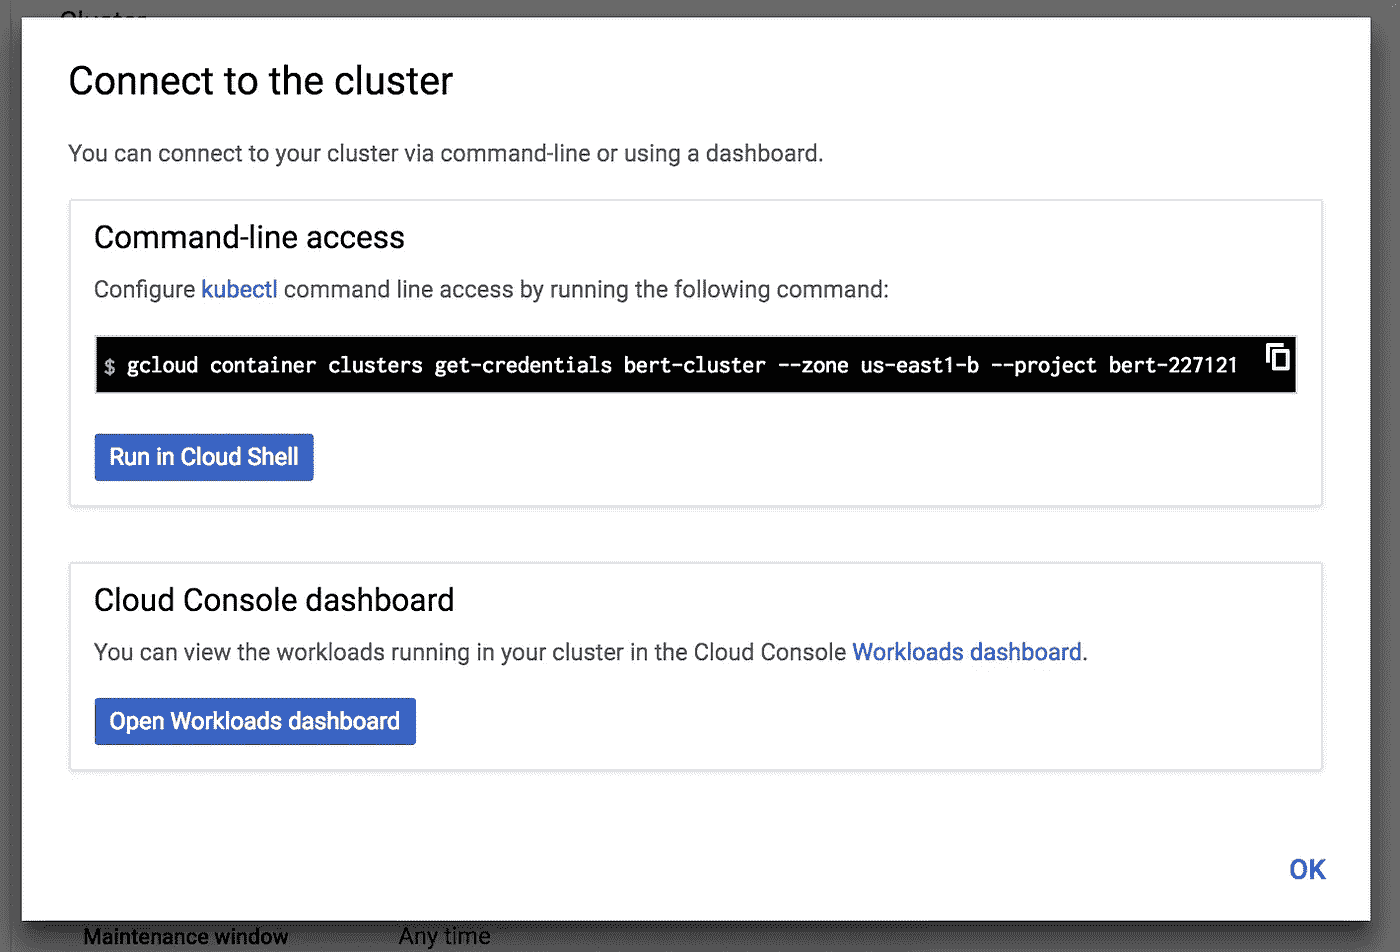 Cluster
Connect to the cluster
You can connect to your cluster via command-line or using a dashboard.
Command-line access
Configure kubectl command line access by running the following command:
$ gcloud container clusters get-credentials bert-cluster --zone us-east1-b --project bert-227121
Run in Cloud Shell
Cloud Console dashboard
You can view the workloads running in your cluster in the Cloud Console Workloads dashboard.
Open Workloads dashboard
OK
Maintenance window Any time